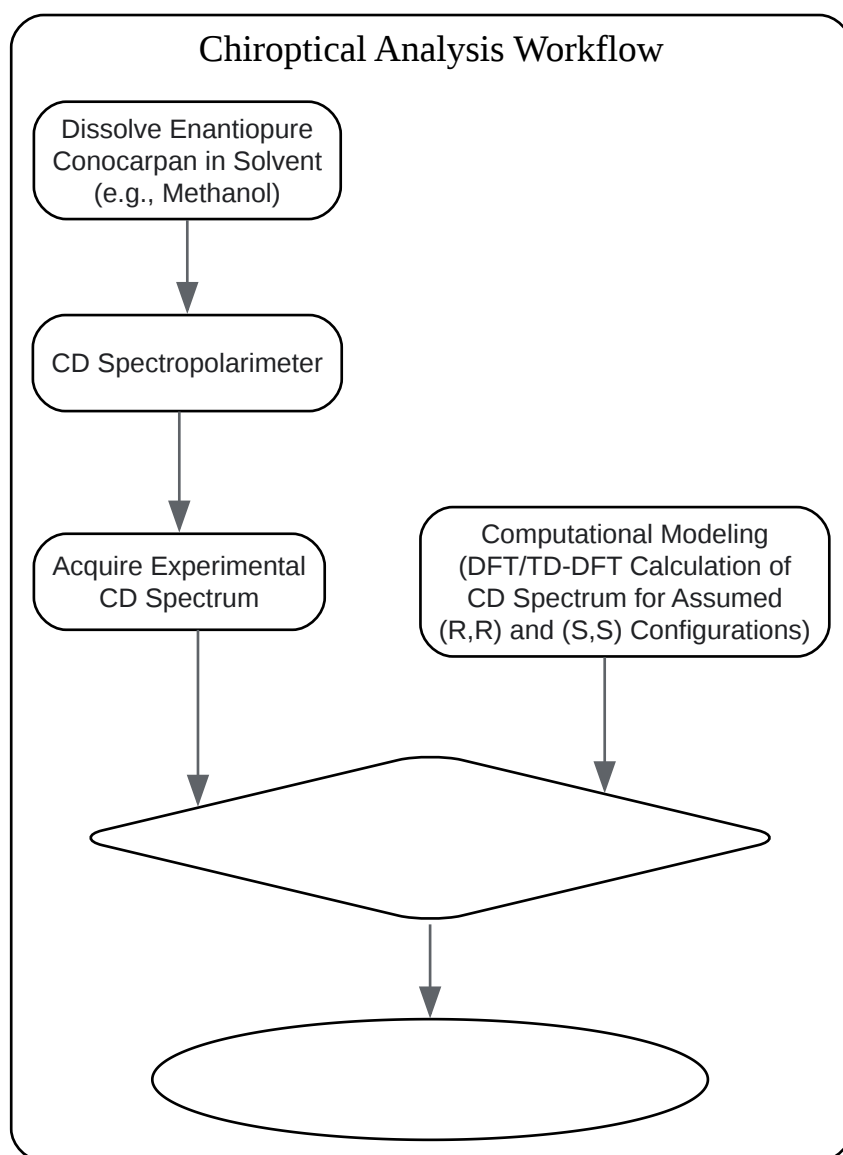 Chiroptical Analysis Workflow
Dissolve Enantiopure
Conocarpan in Solvent
(e.g., Methanol)
CD Spectropolarimeter
Acquire Experimental
CD Spectrum
Computational Modeling
(DFT/TD-DFT Calculation of
CD Spectrum for Assumed
(R,R) and (S,S) Configurations)